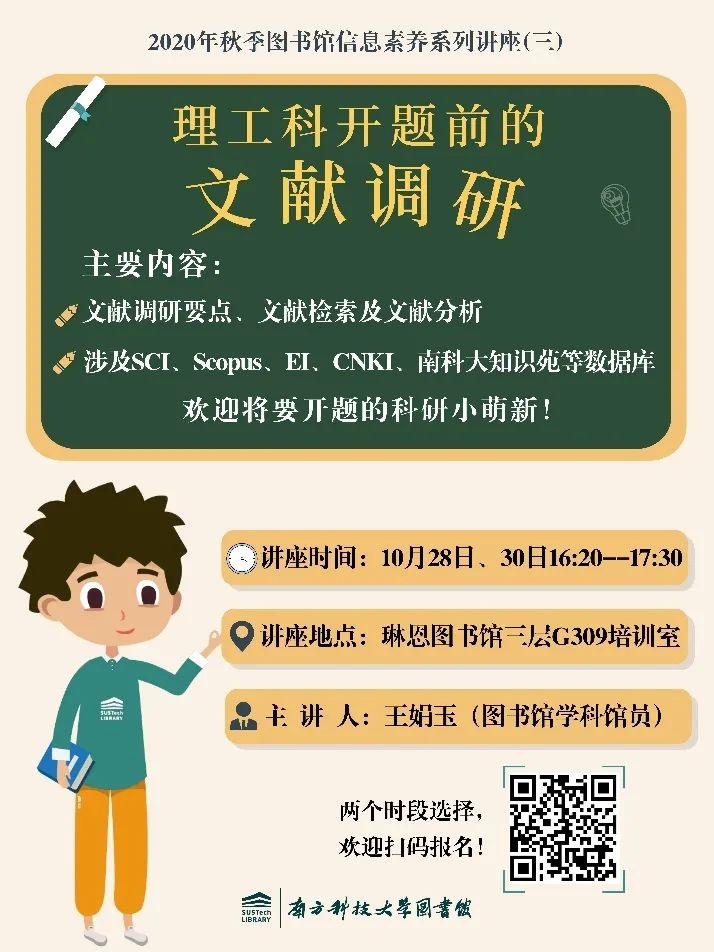 2020年秋季图书馆信息素养系列讲座(三)
理工科开题前的
文献调研
主要内容：
文献调研要点、文献检索及文献分析
涉及SCI、Scopus、EI、CNKI、南科大知识苑等数据库
欢迎将要开题的科研小萌新！
讲座时间：10月28日、30日16:20--17:30
讲座地点：琳恩图书馆三层G309培训室
SUSTech
LIBRARY
主 讲 人：王娟玉（图书馆学科馆员）
两个时段选择，
欢迎扫码报名！
SUSTech
LIBRARY
南方科技大学图书馆